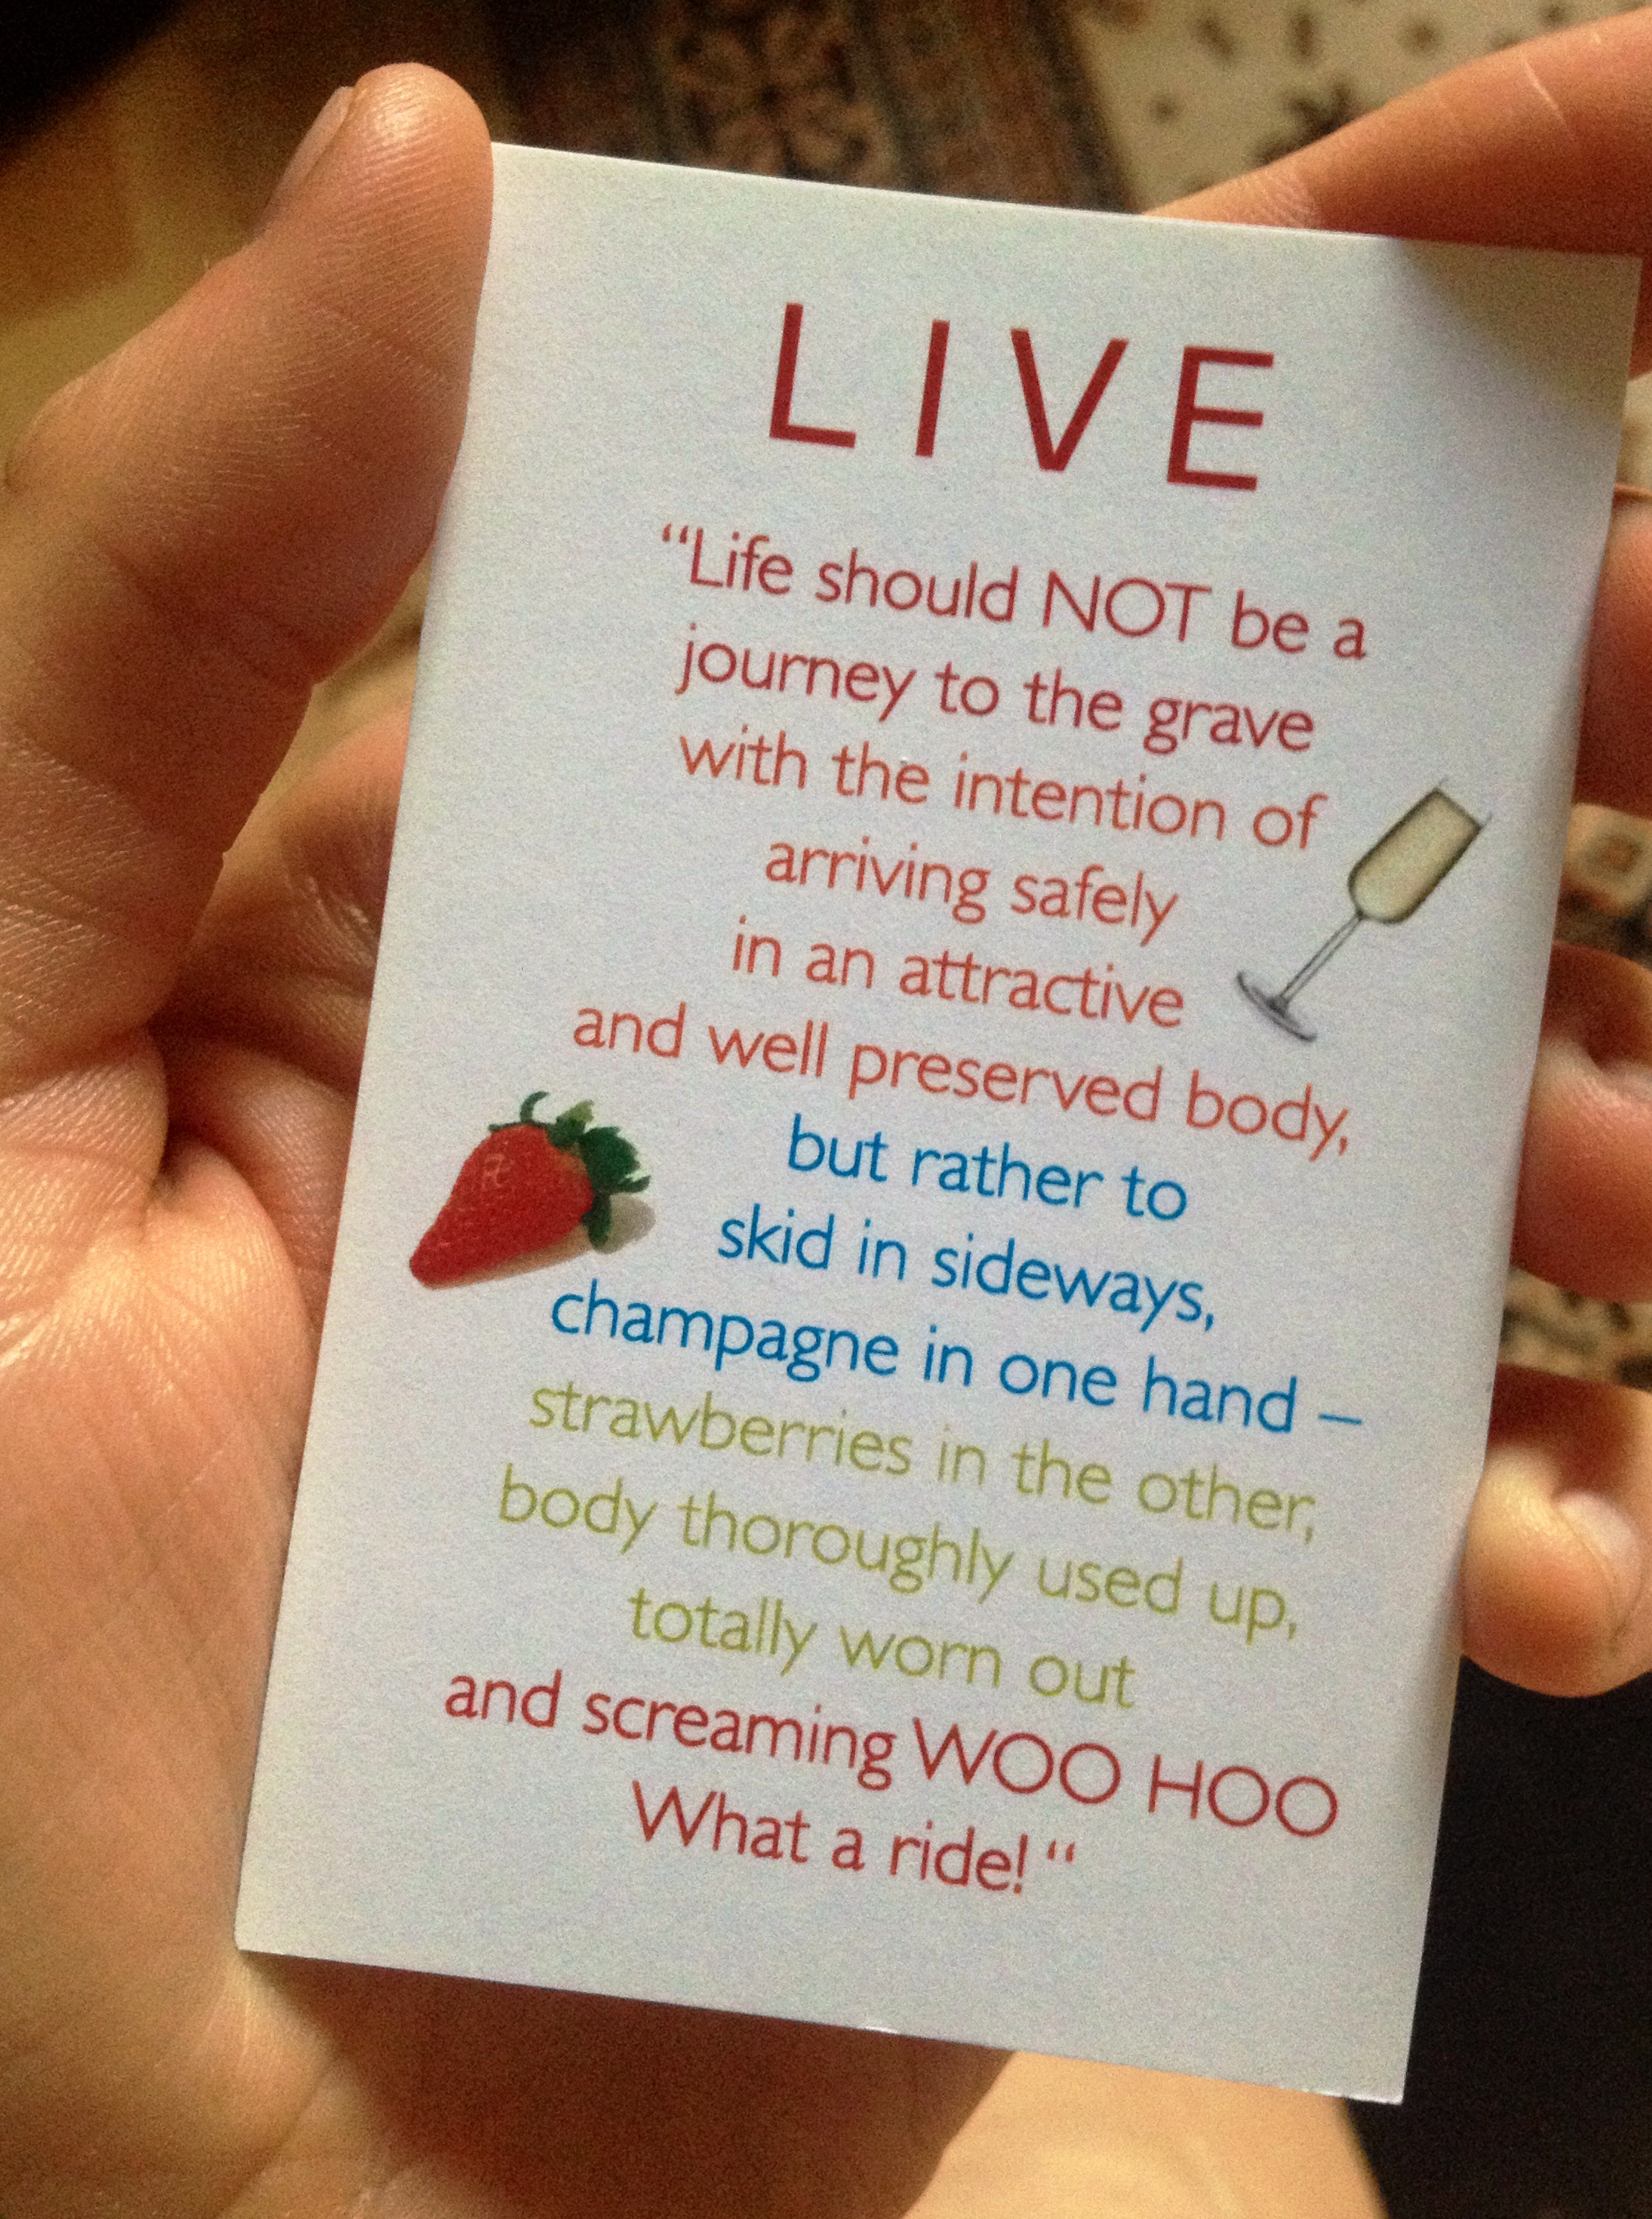 LIVE
“Life should NOT be a
journey to the grave
with the intention of
arriving safely
in an attractive
and well preserved body,
but rather to
skid in sideways,
champagne in one hand –
strawberries in the other,
body thoroughly used up,
totally worn out
and screaming WOO HOO
What a ride! “